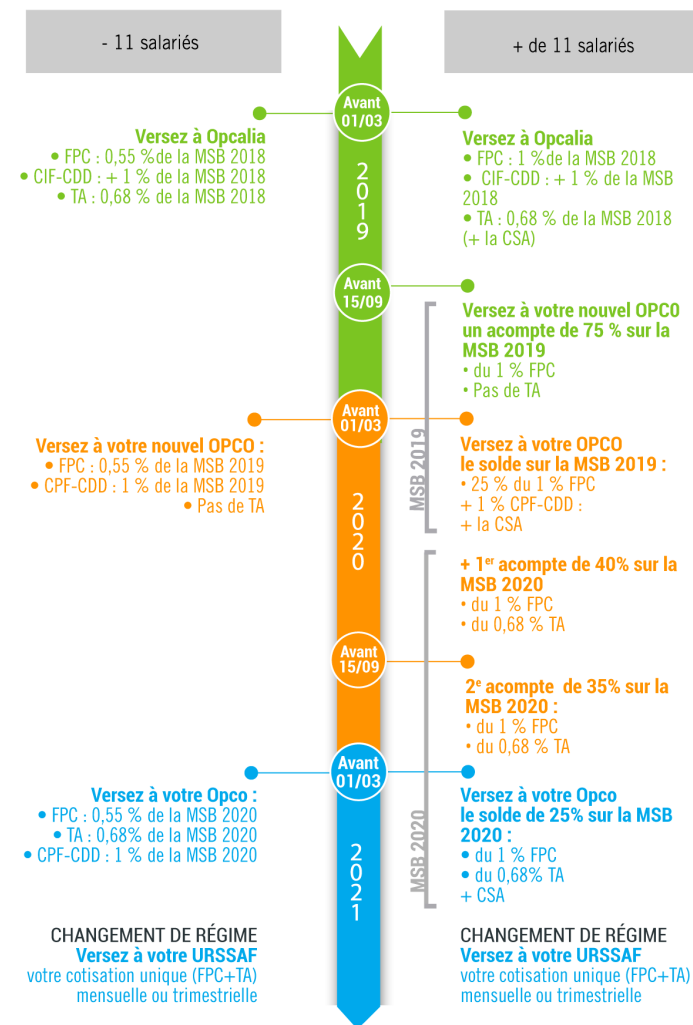 - 11 salariés
+ de 11 salariés
Avant
01/03
Versez à Opcalia
• FPC : 0,55 %de la MSB 2018
• CIF-CDD : + 1 % de la MSB 2018
• TA : 0,68 % de la MSB 2018
Versez à Opcalia
• FPC : 1 %de la MSB 2018
• CIF-CDD : + 1 % de la MSB
2018
• TA : 0,68 % de la MSB 2018
(+ la CSA)
2019
Avant
15/09
Versez à votre nouvel OPC0
un acompte de 75 % sur la
MSB 2019
• du 1 % FPC
• Pas de TA
MSB 2019
Avant
01/03
Versez à votre nouvel OPCO :
• FPC : 0,55 % de la MSB 2019
• CPF-CDD : 1 % de la MSB 2019
• Pas de TA
Versez à votre OPCO
le solde sur la MSB 2019 :
• 25 % du 1 % FPC
+ 1 % CPF-CDD :
+ la CSA
2020
+ 1er acompte de 40% sur la
MSB 2020
• du 1 % FPC
• du 0,68 % TA
Avant
15/09
2e acompte de 35% sur la
MSB 2020 :
• du 1 % FPC
• du 0,68 % TA
MSB 2020
Avant
01/03
Versez à votre Opco :
• FPC : 0,55 % de la MSB 2020
• TA : 0,68% de la MSB 2020
• CPF-CDD : 1 % de la MSB 2020
Versez à votre Opco
le solde de 25% sur la MSB
2020 :
• du 1 % FPC
• du 0,68% TA
+ CSA
2021
CHANGEMENT DE RÉGIME
Versez à votre URSSAF
votre cotisation unique (FPC+TA)
mensuelle ou trimestrielle
CHANGEMENT DE RÉGIME
Versez à votre URSSAF
votre cotisation unique (FPC+TA)
mensuelle ou trimestrielle